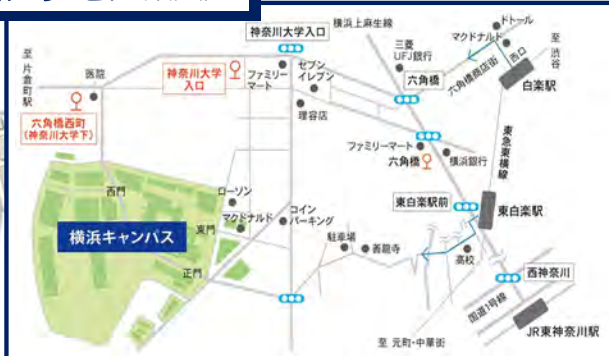 至
片倉町駅
医院
六角橋西町
(神奈川大学下)
神奈川大学
入口
神奈川大学入口
ファミリー
マート
セブン
イレブン
理容店
横浜上麻生線
三菱
UFJ銀行
六角橋
六角橋商店街
ドトール
マクドナルド
西口
至
渋谷
白楽駅
東急東横線
ファミリーマート
六角橋
横浜銀行
東白楽駅前
東白楽駅
西門
横浜キャンパス
ローソン
マクドナルド
東門
正門
コイン
パーキング
駐車場
善龍寺
高校
西神奈川
国道1号線
JR東神奈川駅
至 元町・中華街